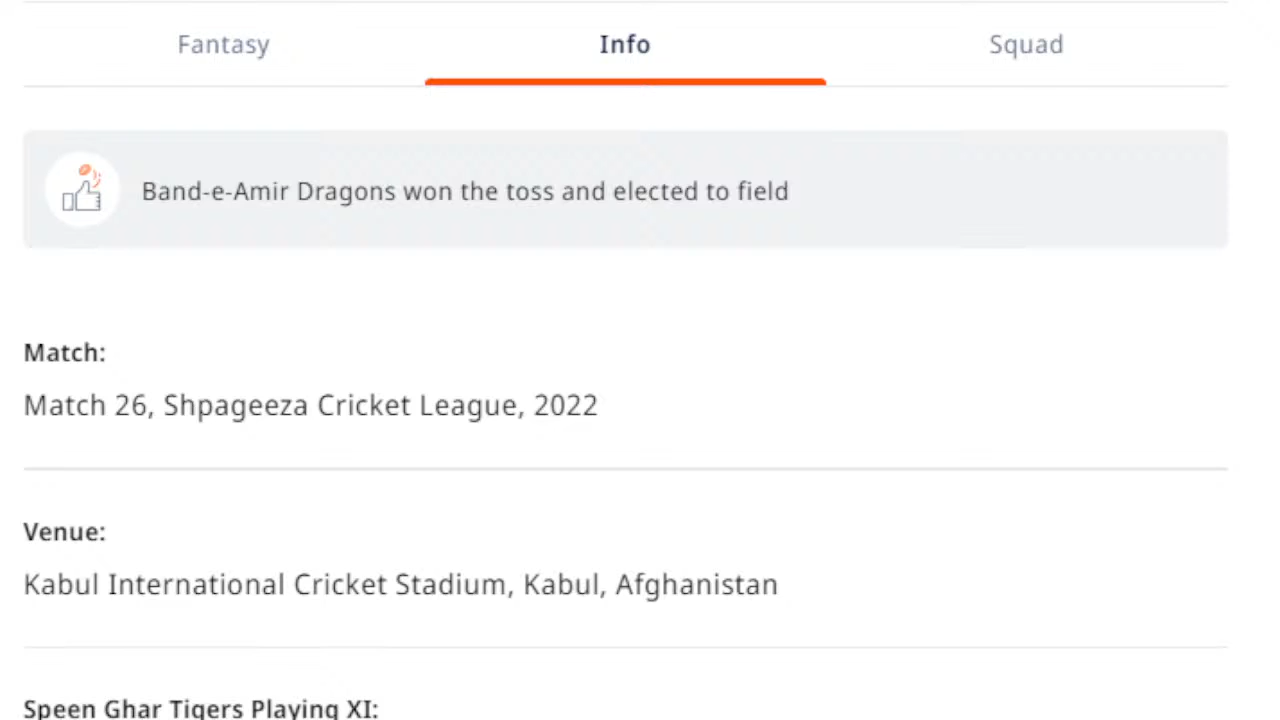 Fantasy Info Squad
Band-e-Amir Dragons won the toss and elected to field
Match:
Match 26, Shpageeza Cricket League, 2022
Venue:
Kabul International Cricket Stadium, Kabul, Afghanistan
Speen Ghar Tigers Playing XI: